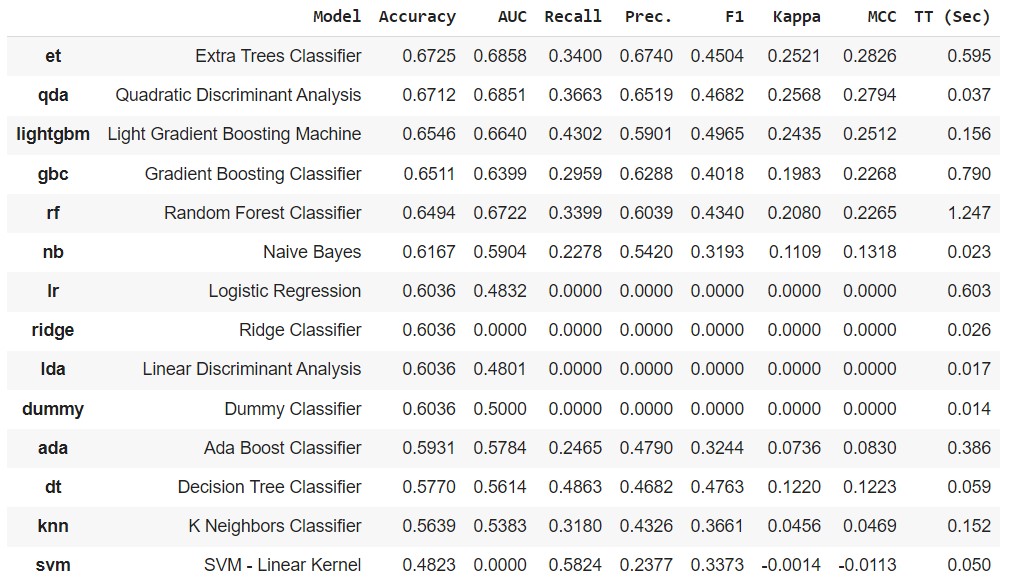 Model Accuracy AUC Recall Prec. F1 Kappa MCC TT (Sec)
et Extra Trees Classifier 0.6725 0.6858 0.3400 0.6740 0.4504 0.2521 0.2826 0.595
qda Quadratic Discriminant Analysis 0.6712 0.6851 0.3663 0.6519 0.4682 0.2568 0.2794 0.037
lightgbm Light Gradient Boosting Machine 0.6546 0.6640 0.4302 0.5901 0.4965 0.2435 0.2512 0.156
gbc Gradient Boosting Classifier 0.6511 0.6399 0.2959 0.6288 0.4018 0.1983 0.2268 0.790
rf Random Forest Classifier 0.6494 0.6722 0.3399 0.6039 0.4340 0.2080 0.2265 1.247
nb Naive Bayes 0.6167 0.5904 0.2278 0.5420 0.3193 0.1109 0.1318 0.023
lr Logistic Regression 0.6036 0.4832 0.0000 0.0000 0.0000 0.0000 0.0000 0.603
ridge Ridge Classifier 0.6036 0.0000 0.0000 0.0000 0.0000 0.0000 0.0000 0.026
lda Linear Discriminant Analysis 0.6036 0.4801 0.0000 0.0000 0.0000 0.0000 0.0000 0.017
dummy Dummy Classifier 0.6036 0.5000 0.0000 0.0000 0.0000 0.0000 0.0000 0.014
ada Ada Boost Classifier 0.5931 0.5784 0.2465 0.4790 0.3244 0.0736 0.0830 0.386
dt Decision Tree Classifier 0.5770 0.5614 0.4863 0.4682 0.4763 0.1220 0.1223 0.059
knn K Neighbors Classifier 0.5639 0.5383 0.3180 0.4326 0.3661 0.0456 0.0469 0.152
svm SVM - Linear Kernel 0.4823 0.0000 0.5824 0.2377 0.3373 -0.0014 -0.0113 0.050